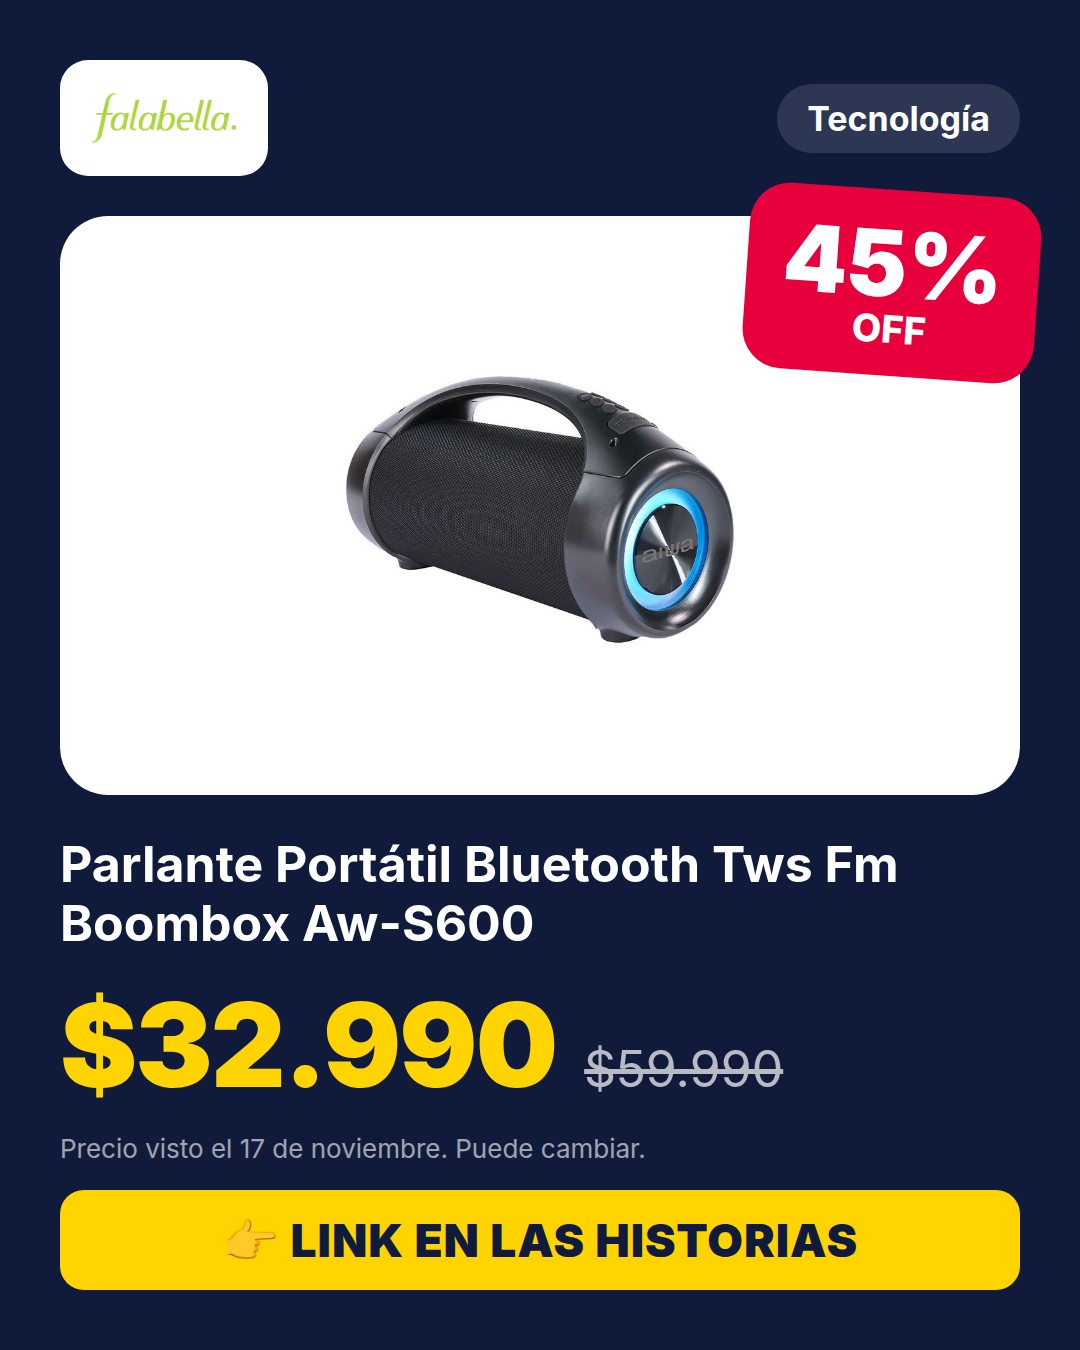 falabella.
Tecnología
45%
OFF
aiwa
Parlante Portátil Bluetooth Tws Fm
Boombox Aw-S600
$32.990 $59.990
Precio visto el 17 de noviembre. Puede cambiar.
👉 LINK EN LAS HISTORIAS